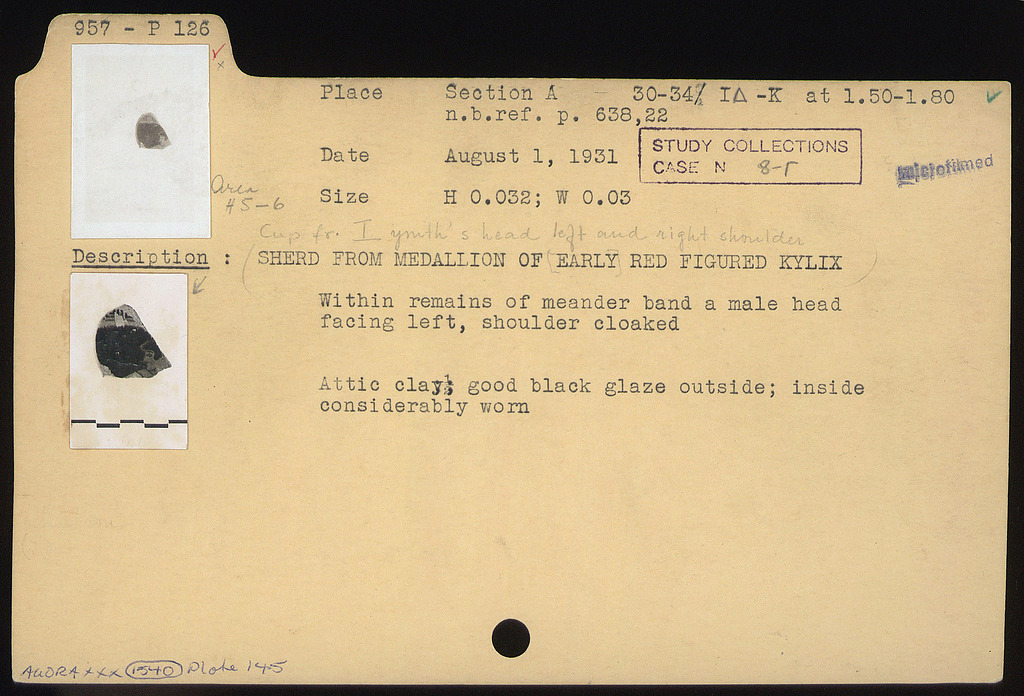 957 - P 126
Place Section A - 30-34/ ΙΔ -K at 1.50-1.80
n.b.ref. p. 638,22
STUDY COLLECTIONS
CASE N 8-Γ
microfilmed
Date August 1, 1931
Area
H5-6
Size H 0.032; W 0.03
Cup fr. I youth's head left and right shoulder
Description : (SHERD FROM MEDALLION OF [EARLY] RED FIGURED KYLIX)
Within remains of meander band a male head
facing left, shoulder cloaked
Attic clay; good black glaze outside; inside
considerably worn
AGORA XXX 1540 Plate 145